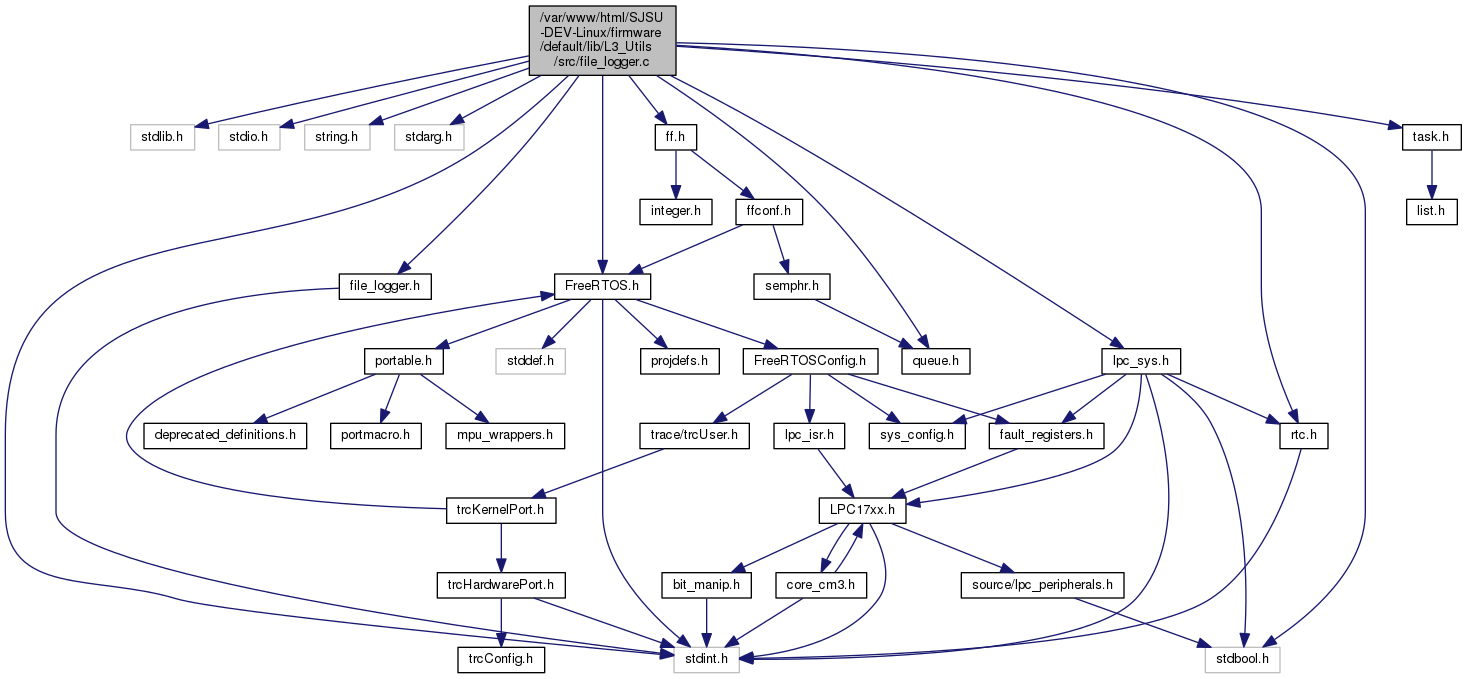 /var/www/html/SJSU
-DEV-Linux/firmware
/default/lib/L3_Utils
/src/file_logger.c
stdlib.h
stdio.h
string.h
stdarg.h
ff.h
task.h
integer.h
ffconf.h
list.h
file_logger.h
FreeRTOS.h
semphr.h
portable.h
stddef.h
projdefs.h
FreeRTOSConfig.h
queue.h
lpc_sys.h
deprecated_definitions.h
portmacro.h
mpu_wrappers.h
trace/trcUser.h
lpc_isr.h
sys_config.h
fault_registers.h
rtc.h
trcKernelPort.h
LPC17xx.h
trcHardwarePort.h
bit_manip.h
core_cm3.h
source/lpc_peripherals.h
trcConfig.h
stdint.h
stdbool.h